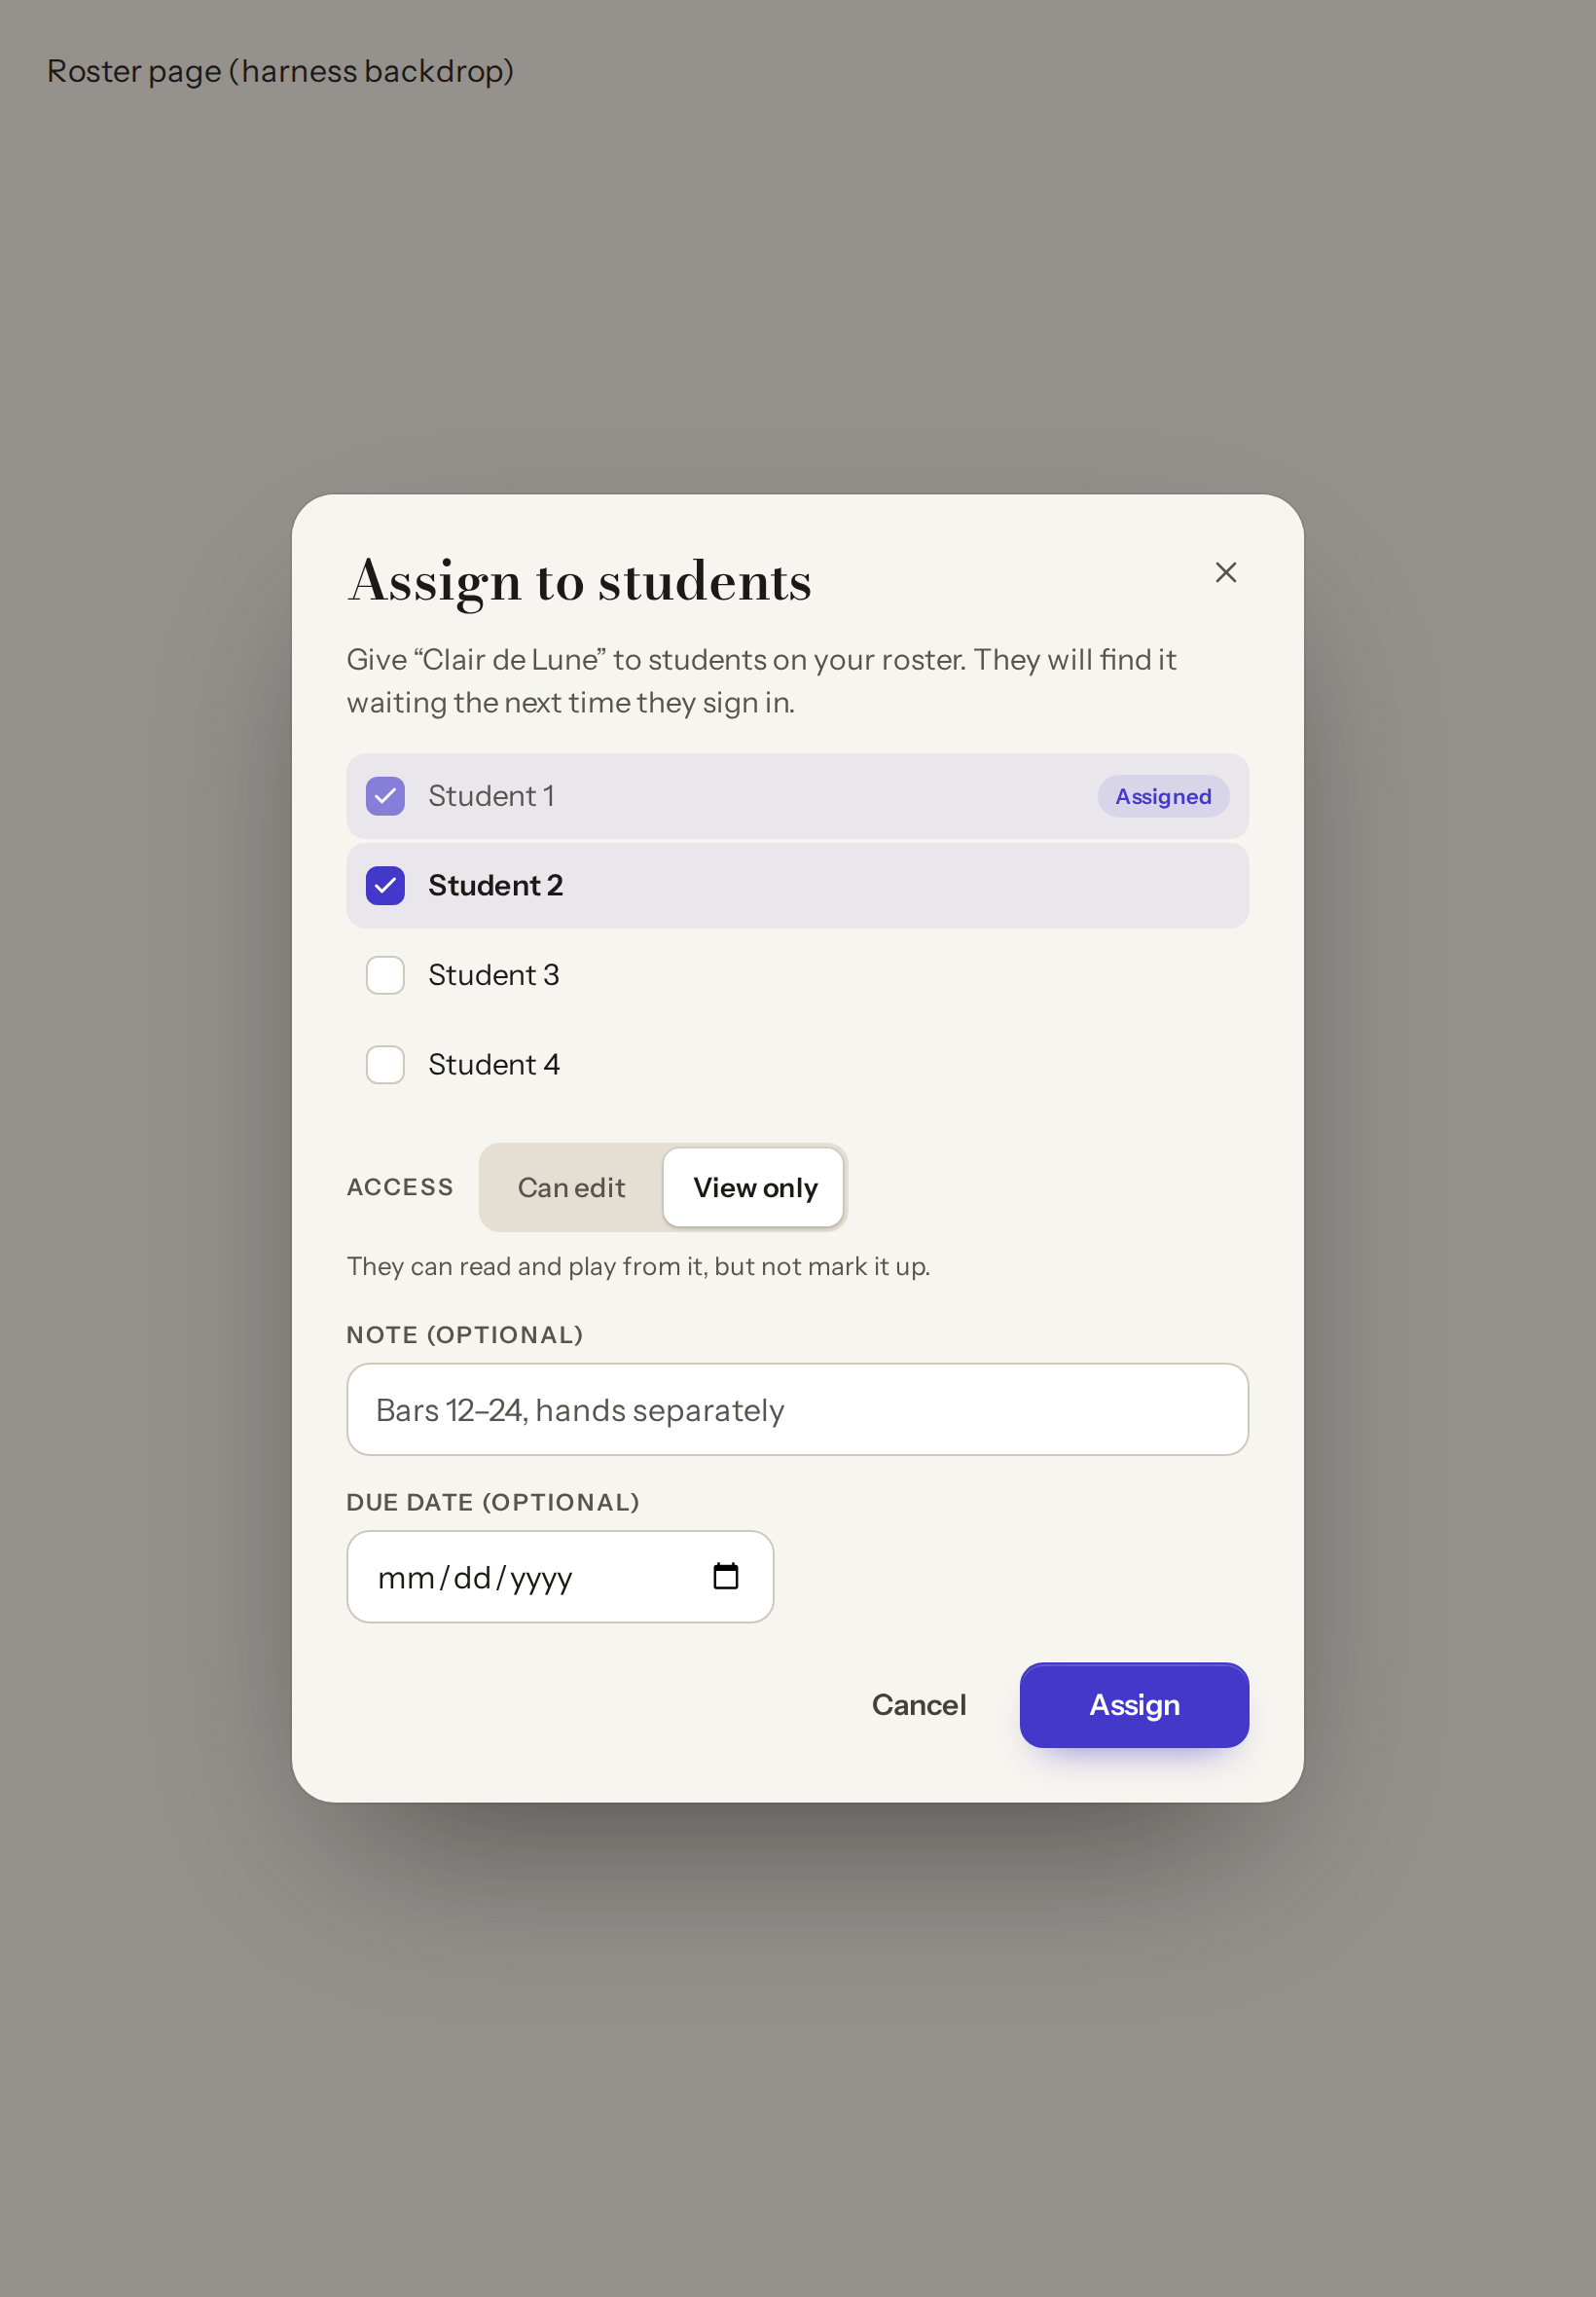 Roster page (harness backdrop)
Assign to students
Give “Clair de Lune” to students on your roster. They will find it
waiting the next time they sign in.
Student 1
Assigned
Student 2
Student 3
Student 4
ACCESS
Can edit
View only
They can read and play from it, but not mark it up.
NOTE (OPTIONAL)
Bars 12–24, hands separately
DUE DATE (OPTIONAL)
mm/dd/yyyy
Cancel
Assign